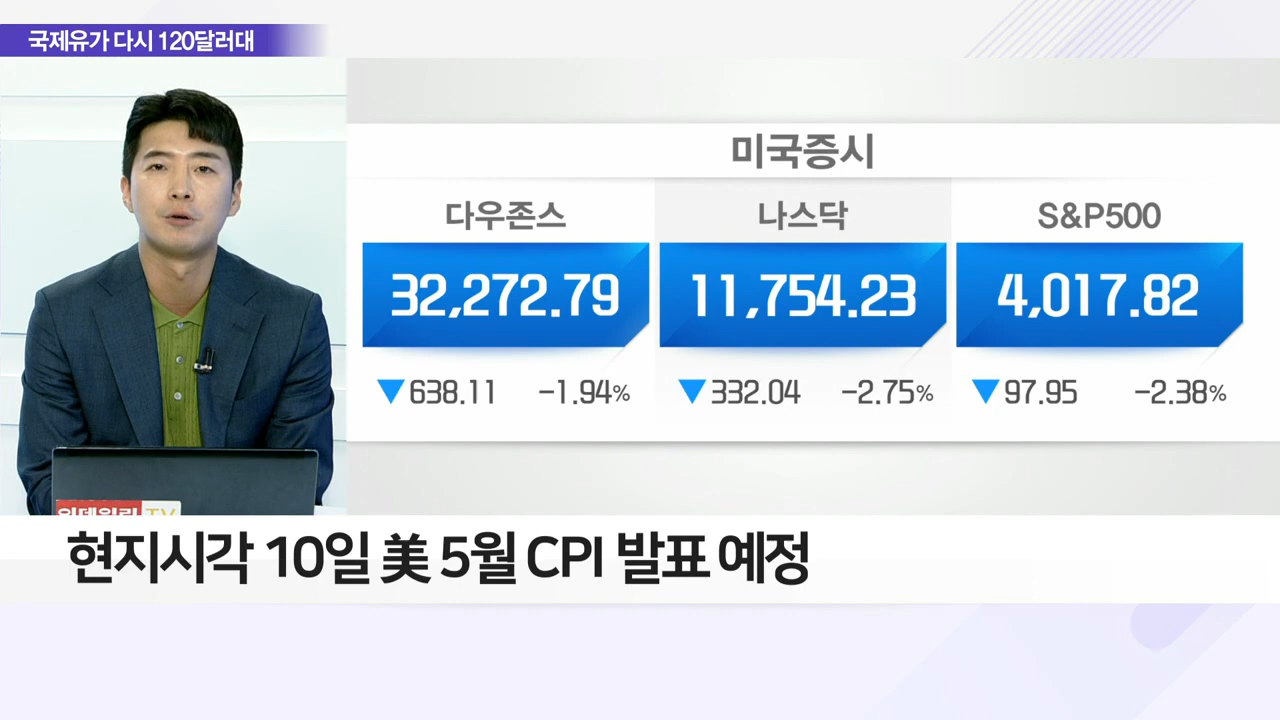 국제유가 다시 120달러대
미국증시
다우존스 나스닥 S&P500
32,272.79 11,754.23 4,017.82
▼638.11 -1.94% ▼332.04 -2.75% ▼97.95 -2.38%
TV
현지시각 10일 美 5월 CPI 발표 예정